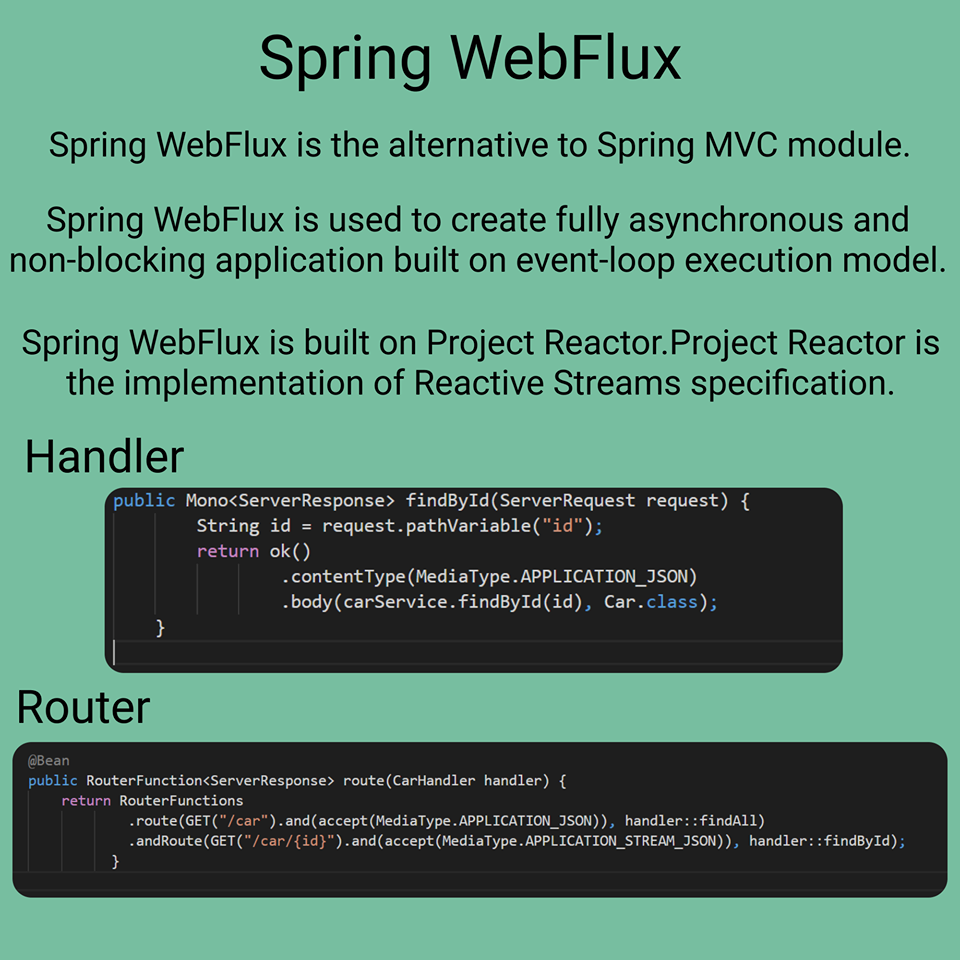 Spring WebFlux
Spring WebFlux is the alternative to Spring MVC module.
Spring WebFlux is used to create fully asynchronous and
non-blocking application built on event-loop execution model.
Spring WebFlux is built on Project Reactor.Project Reactor is
the implementation of Reactive Streams specification.
Handler
public Mono<ServerResponse> findById(ServerRequest request) {
String id = request.pathVariable("id");
return ok()
.contentType(MediaType.APPLICATION_JSON)
.body(carService.findById(id), Car.class);
}
Router
@Bean
public RouterFunction<ServerResponse> route(CarHandler handler) {
return RouterFunctions
.route(GET("/car").and(accept(MediaType.APPLICATION_JSON)), handler::findAll)
.andRoute(GET("/car/{id}").and(accept(MediaType.APPLICATION_STREAM_JSON)), handler::findById);
}